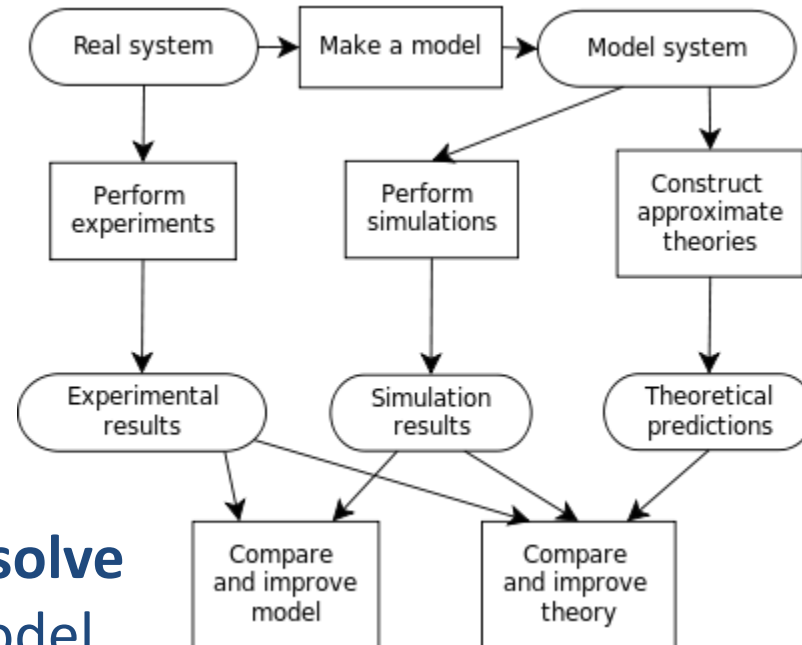 Real system
Make a model
Model system
Perform
experiments
Perform
simulations
Construct
approximate
theories
Experimental
results
Simulation
results
Theoretical
predictions
solve
odel
Compare
and improve
model
Compare
and improve
theory